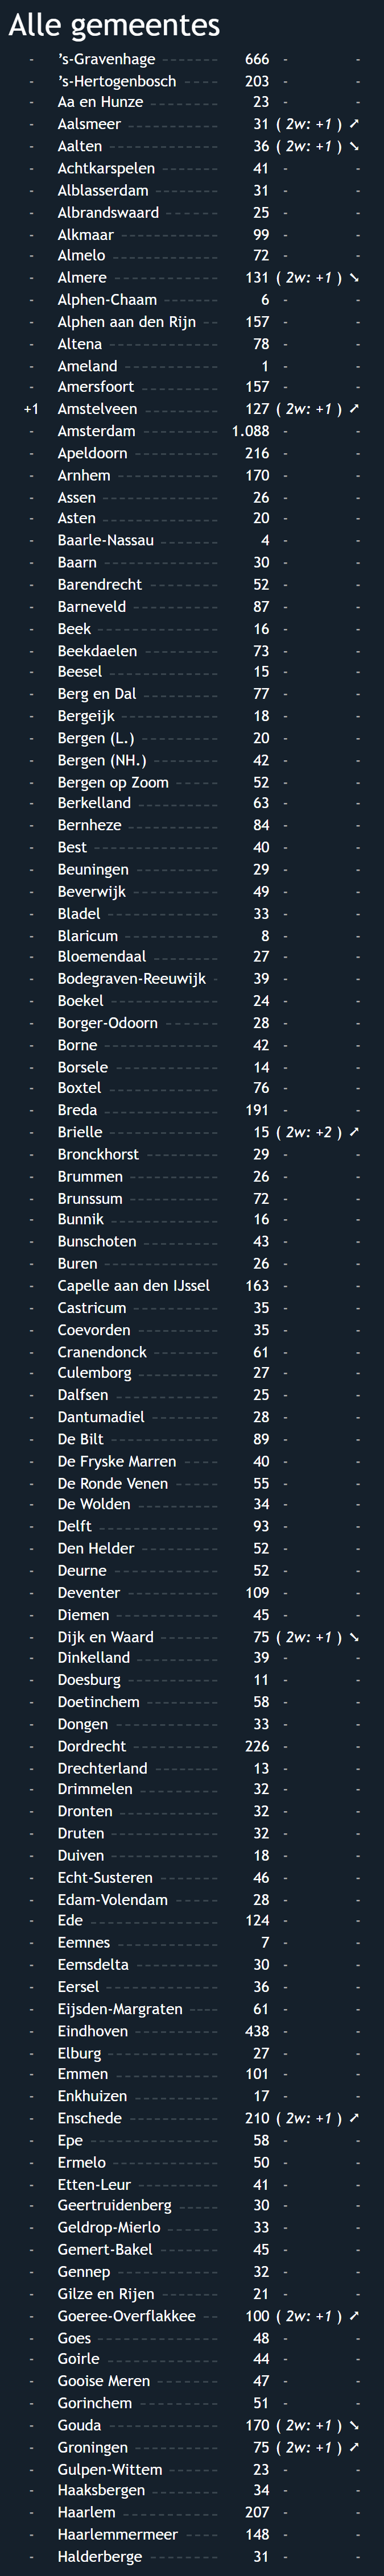 Alle gemeentes
- ’s-Gravenhage 666 - -
- ’s-Hertogenbosch 203 - -
- Aa en Hunze 23 - -
- Aalsmeer 31 ( 2w: +1 ) ➚
- Aalten 36 ( 2w: +1 ) ➘
- Achtkarspelen 41 - -
- Alblasserdam 31 - -
- Albrandswaard 25 - -
- Alkmaar 99 - -
- Almelo 72 - -
- Almere 131 ( 2w: +1 ) ➘
- Alphen-Chaam 6 - -
- Alphen aan den Rijn 157 - -
- Altena 78 - -
- Ameland 1 - -
- Amersfoort 157 - -
+1 Amstelveen 127 ( 2w: +1 ) ➚
- Amsterdam 1.088 - -
- Apeldoorn 216 - -
- Arnhem 170 - -
- Assen 26 - -
- Asten 20 - -
- Baarle-Nassau 4 - -
- Baarn 30 - -
- Barendrecht 52 - -
- Barneveld 87 - -
- Beek 16 - -
- Beekdaelen 73 - -
- Beesel 15 - -
- Berg en Dal 77 - -
- Bergeijk 18 - -
- Bergen (L.) 20 - -
- Bergen (NH.) 42 - -
- Bergen op Zoom 52 - -
- Berkelland 63 - -
- Bernheze 84 - -
- Best 40 - -
- Beuningen 29 - -
- Beverwijk 49 - -
- Bladel 33 - -
- Blaricum 8 - -
- Bloemendaal 27 - -
- Bodegraven-Reeuwijk 39 - -
- Boekel 24 - -
- Borger-Odoorn 28 - -
- Borne 42 - -
- Borsele 14 - -
- Boxtel 76 - -
- Breda 191 - -
- Brielle 15 ( 2w: +2 ) ➚
- Bronckhorst 29 - -
- Brummen 26 - -
- Brunssum 72 - -
- Bunnik 16 - -
- Bunschoten 43 - -
- Buren 26 - -
- Capelle aan den IJssel 163 - -
- Castricum 35 - -
- Coevorden 35 - -
- Cranendonck 61 - -
- Culemborg 27 - -
- Dalfsen 25 - -
- Dantumadiel 28 - -
- De Bilt 89 - -
- De Fryske Marren 40 - -
- De Ronde Venen 55 - -
- De Wolden 34 - -
- Delft 93 - -
- Den Helder 52 - -
- Deurne 52 - -
- Deventer 109 - -
- Diemen 45 - -
- Dijk en Waard 75 ( 2w: +1 ) ➘
- Dinkelland 39 - -
- Doesburg 11 - -
- Doetinchem 58 - -
- Dongen 33 - -
- Dordrecht 226 - -
- Drechterland 13 - -
- Drimmelen 32 - -
- Dronten 32 - -
- Druten 32 - -
- Duiven 18 - -
- Echt-Susteren 46 - -
- Edam-Volendam 28 - -
- Ede 124 - -
- Eemnes 7 - -
- Eemsdelta 30 - -
- Eersel 36 - -
- Eijsden-Margraten 61 - -
- Eindhoven 438 - -
- Elburg 27 - -
- Emmen 101 - -
- Enkhuizen 17 - -
- Enschede 210 ( 2w: +1 ) ➚
- Epe 58 - -
- Ermelo 50 - -
- Etten-Leur 41 - -
- Geertruidenberg 30 - -
- Geldrop-Mierlo 33 - -
- Gemert-Bakel 45 - -
- Gennep 32 - -
- Gilze en Rijen 21 - -
- Goeree-Overflakkee 100 ( 2w: +1 ) ➚
- Goes 48 - -
- Goirle 44 - -
- Gooise Meren 47 - -
- Gorinchem 51 - -
- Gouda 170 ( 2w: +1 ) ➘
- Groningen 75 ( 2w: +1 ) ➚
- Gulpen-Wittem 23 - -
- Haaksbergen 34 - -
- Haarlem 207 - -
- Haarlemmermeer 148 - -
- Halderberge 31 - -